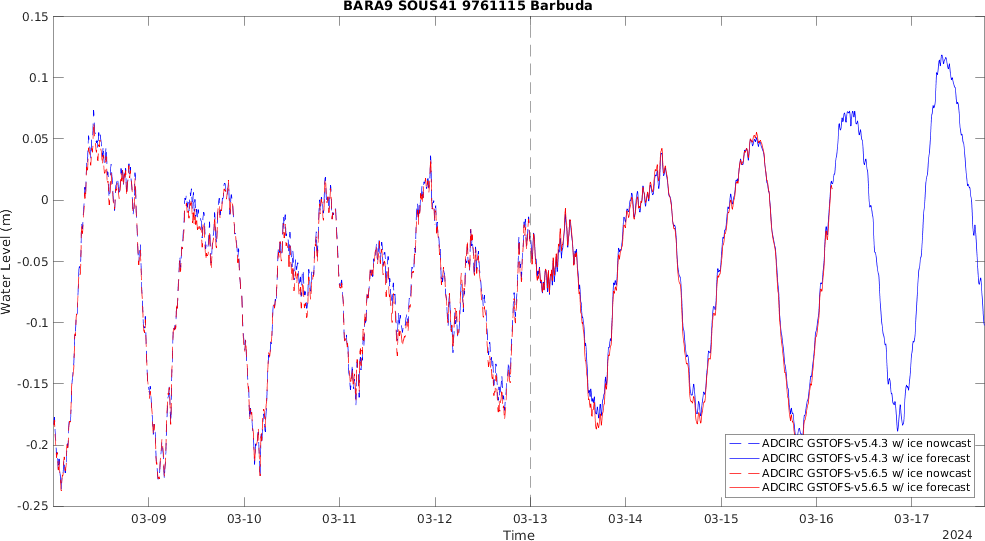 BARA9 SOUS41 9761115 Barbuda
0.15
0.1
0.05
0
-0.05
-0.1
-0.15
-0.2
-0.25
Water Level (m)
03-09 03-10 03-11 03-12 03-13 03-14 03-15 03-16 03-17
Time
2024
ADCIRC GSTOFS-v5.4.3 w/ ice nowcast
ADCIRC GSTOFS-v5.4.3 w/ ice forecast
ADCIRC GSTOFS-v5.6.5 w/ ice nowcast
ADCIRC GSTOFS-v5.6.5 w/ ice forecast